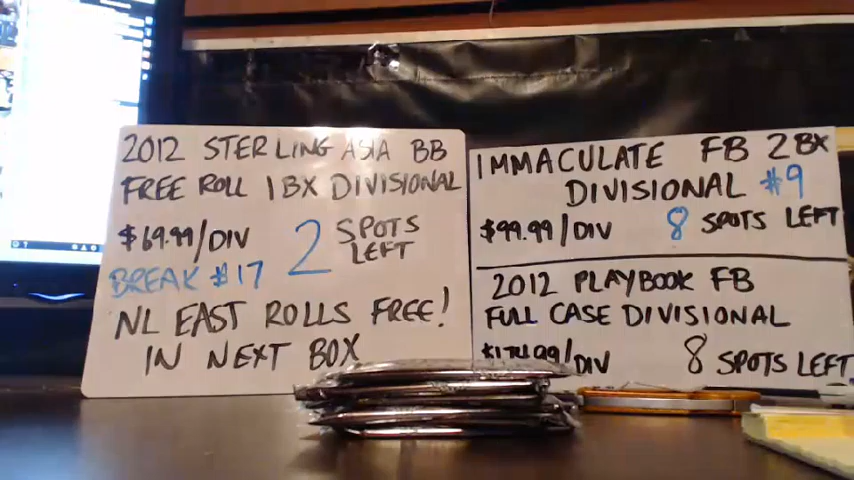 2012 STERLING ASIA BB
FREE ROLL 1BX DIVISIONAL
$69.99/DIV 2 SPOTS LEFT
BREAK #17
NL EAST ROLLS FREE!
IN NEXT BOX
IMMACULATE FB 2BX
DIVISIONAL #9
$99.99/DIV 8 SPOTS LEFT
2012 PLAYBOOK FB
FULL CASE DIVISIONAL
8 SPOTS LEFT